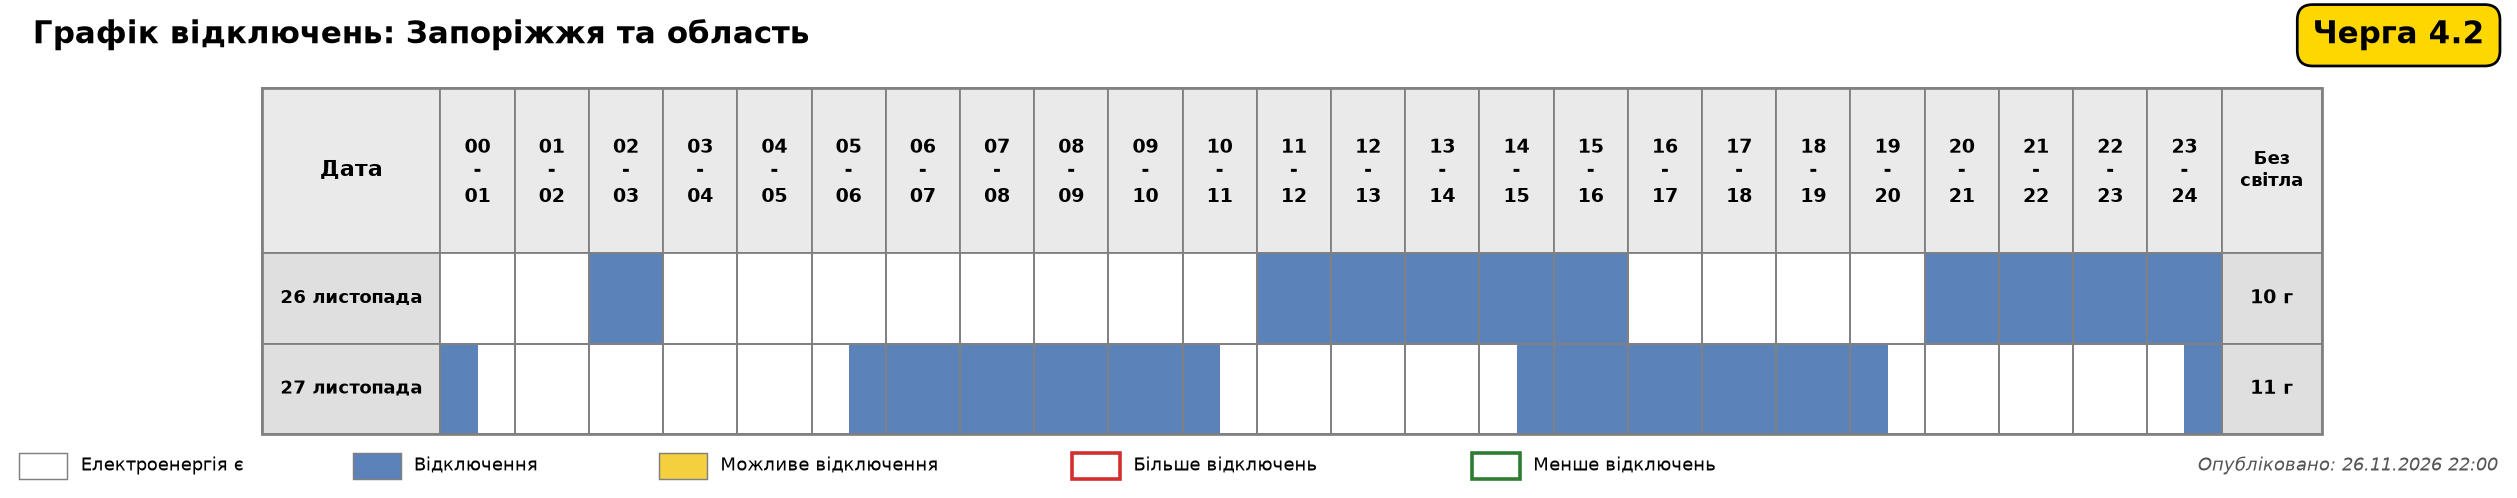 Графік відключень: Запоріжжя та область
Черга 4.2
Дата
00 - 01
01 - 02
02 - 03
03 - 04
04 - 05
05 - 06
06 - 07
07 - 08
08 - 09
09 - 10
10 - 11
11 - 12
12 - 13
13 - 14
14 - 15
15 - 16
16 - 17
17 - 18
18 - 19
19 - 20
20 - 21
21 - 22
22 - 23
23 - 24
Без
світла
26 листопада
10 г
27 листопада
11 г
Електроенергія є
Відключення
Можливе відключення
Більше відключень
Менше відключень
Опубліковано: 26.11.2026 22:00